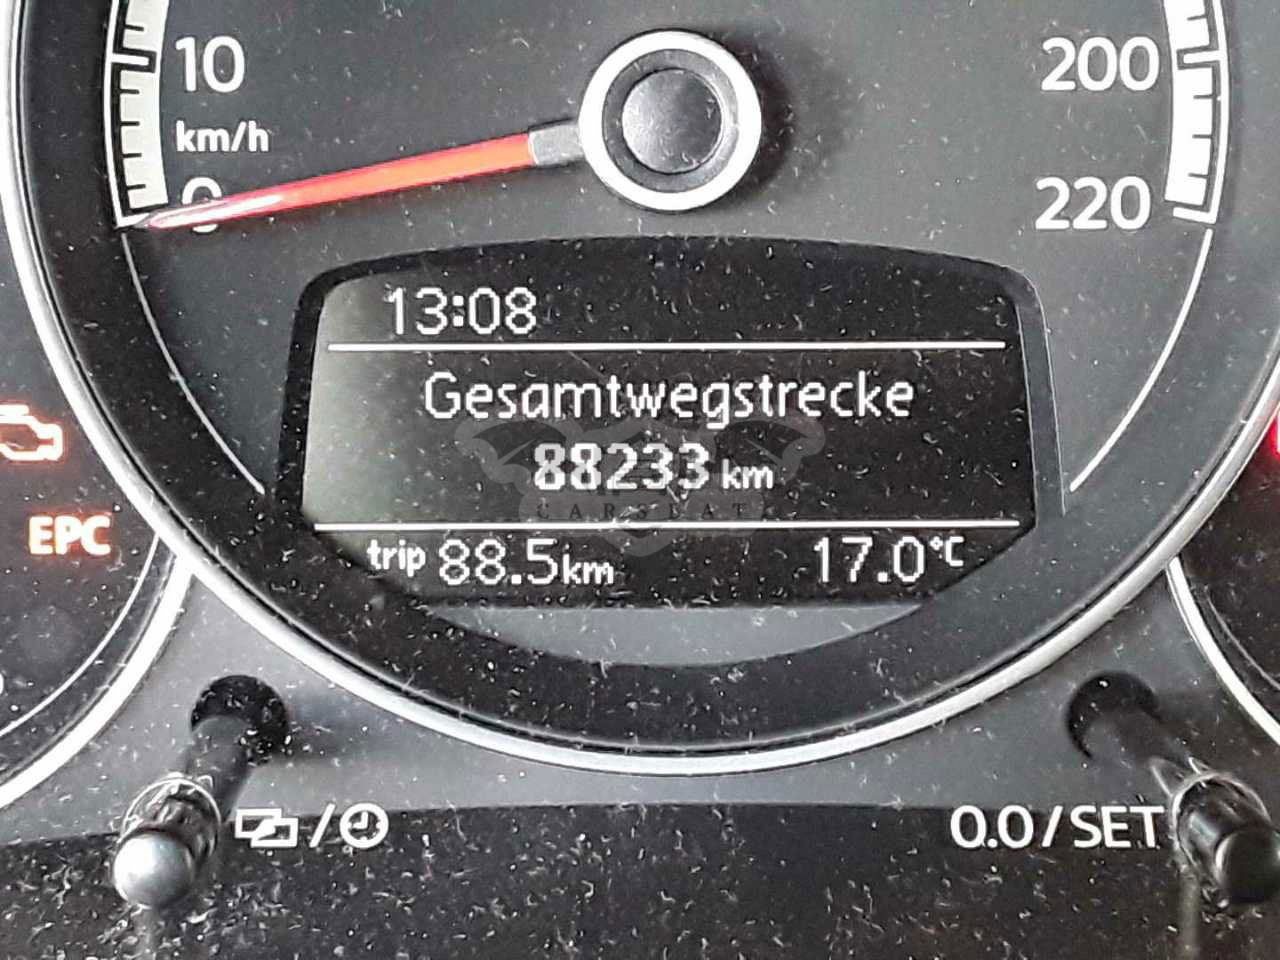 10
km/h
0
200
220
13:08
Gesamtwegstrecke
88233 km
EPC
trip 88.5km 17.0°C
0.0/SET
CARSLAT